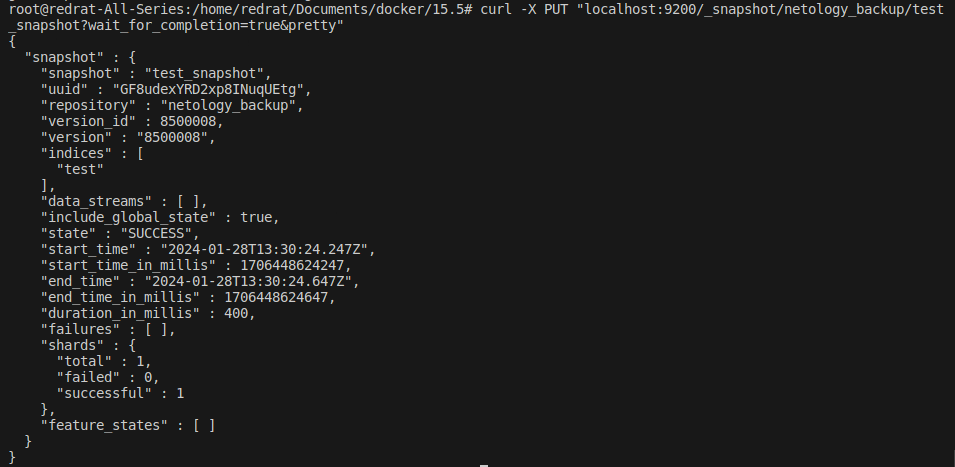 root@redrat-All-Series:/home/redrat/Documents/docker/15.5# curl -X PUT "localhost:9200/_snapshot/netology_backup/test
_snapshot?wait_for_completion=true&pretty"
{
  "snapshot" : {
    "snapshot" : "test_snapshot",
    "uuid" : "GF8udexYRD2xp8INuqUEtg",
    "repository" : "netology_backup",
    "version_id" : 8500008,
    "version" : "8500008",
    "indices" : [
      "test"
    ],
    "data_streams" : [ ],
    "include_global_state" : true,
    "state" : "SUCCESS",
    "start_time" : "2024-01-28T13:30:24.247Z",
    "start_time_in_millis" : 1706448624247,
    "end_time" : "2024-01-28T13:30:24.647Z",
    "end_time_in_millis" : 1706448624647,
    "duration_in_millis" : 400,
    "failures" : [ ],
    "shards" : {
      "total" : 1,
      "failed" : 0,
      "successful" : 1
    },
    "feature_states" : [ ]
  }
}